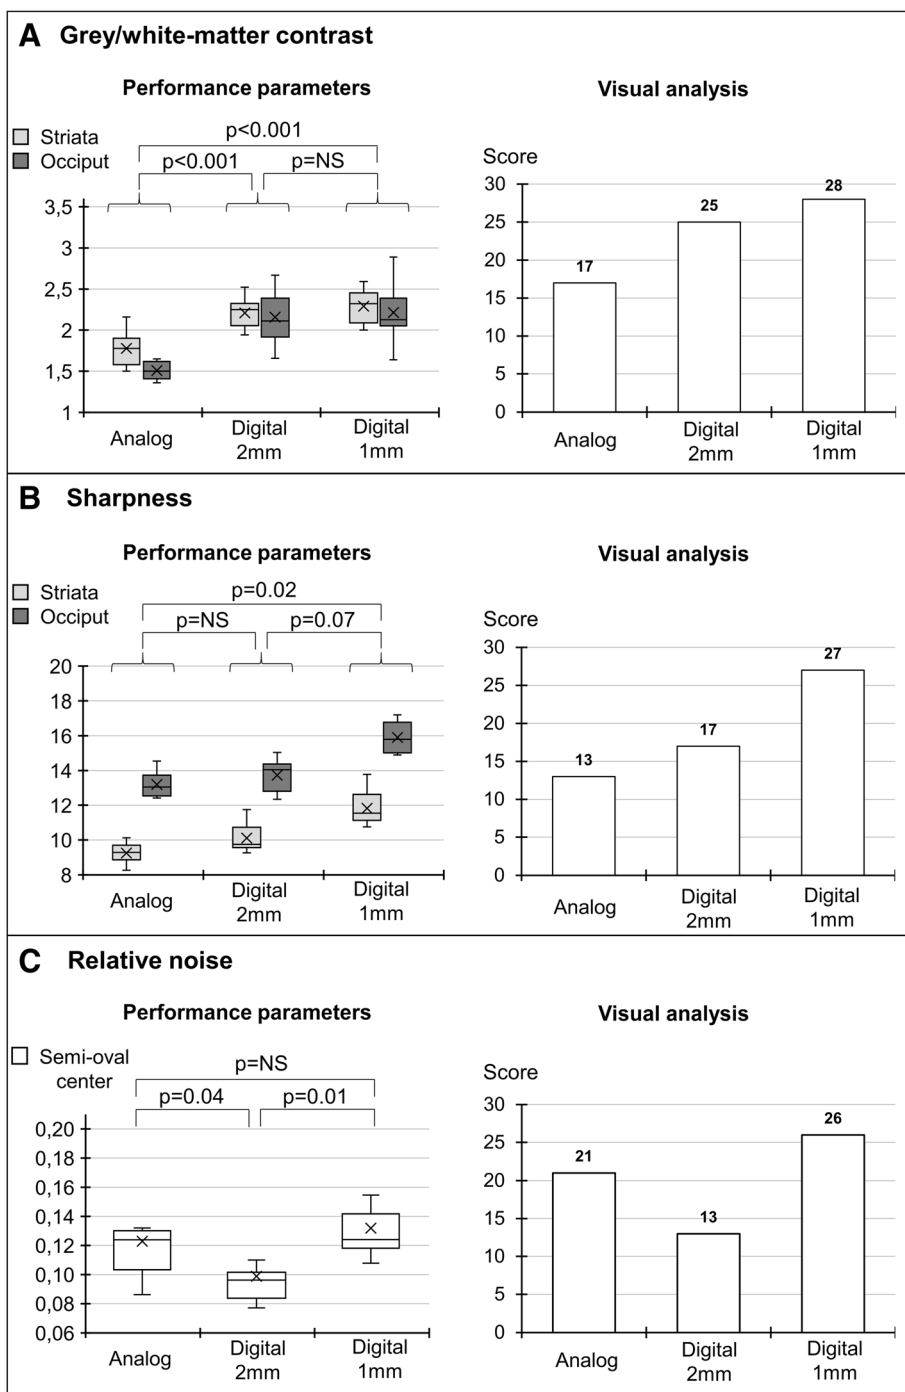 A Grey/white-matter contrast
Performance parameters
Striata
Occiput
p<0.001
p<0.001
p=NS
3,5
3
2,5
2
1,5
1
Analog
Digital
2mm
Digital
1mm
Visual analysis
Score
30
25
20
15
10
5
0
17
25
28
Analog
Digital
2mm
Digital
1mm
B Sharpness
Performance parameters
Striata
Occiput
p=0.02
p=NS
p=0.07
20
18
16
14
12
10
8
Analog
Digital
2mm
Digital
1mm
Visual analysis
Score
30
25
20
15
10
5
0
13
17
27
Analog
Digital
2mm
Digital
1mm
C Relative noise
Performance parameters
Semi-oval
center
p=NS
p=0.04
p=0.01
0,20
0,18
0,16
0,14
0,12
0,10
0,08
0,06
Analog
Digital
2mm
Digital
1mm
Visual analysis
Score
30
25
20
15
10
5
0
21
13
26
Analog
Digital
2mm
Digital
1mm